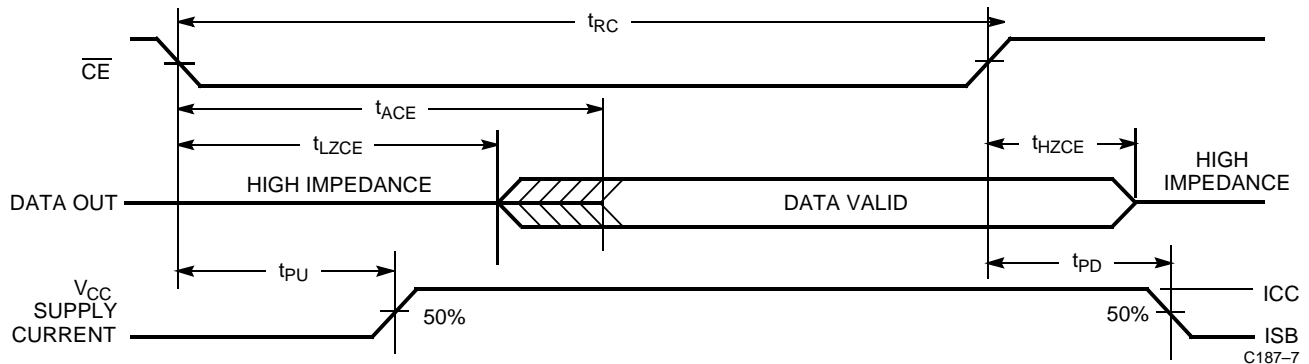 tRC
CE
tACE
tLZCE
tHZCE
HIGH IMPEDANCE
HIGH
IMPEDANCE
DATA OUT
DATA VALID
tPU
tPD
VCC
SUPPLY
CURRENT
50%
50%
ICC
ISB
C187–7